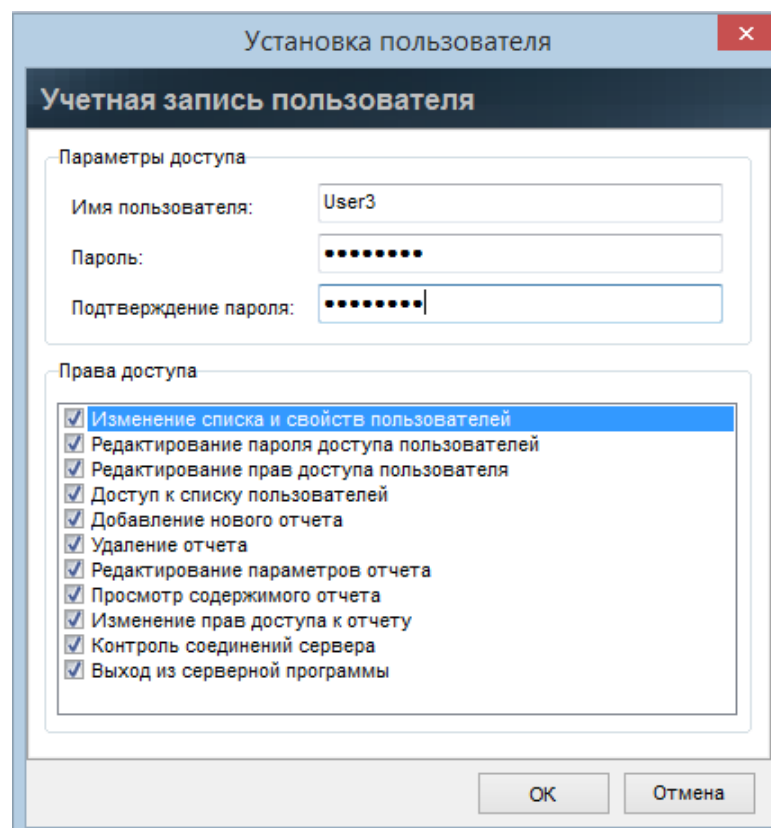 Установка пользователя
Учетная запись пользователя
Параметры доступа
Имя пользователя: User3
Пароль: ●●●●●●●●
Подтверждение пароля: ●●●●●●●●
Права доступа
Изменение списка и свойств пользователей
Редактирование пароля доступа пользователей
Редактирование прав доступа пользователя
Доступ к списку пользователей
Добавление нового отчета
Удаление отчета
Редактирование параметров отчета
Просмотр содержимого отчета
Изменение прав доступа к отчету
Контроль соединений сервера
Выход из серверной программы
OK Отмена